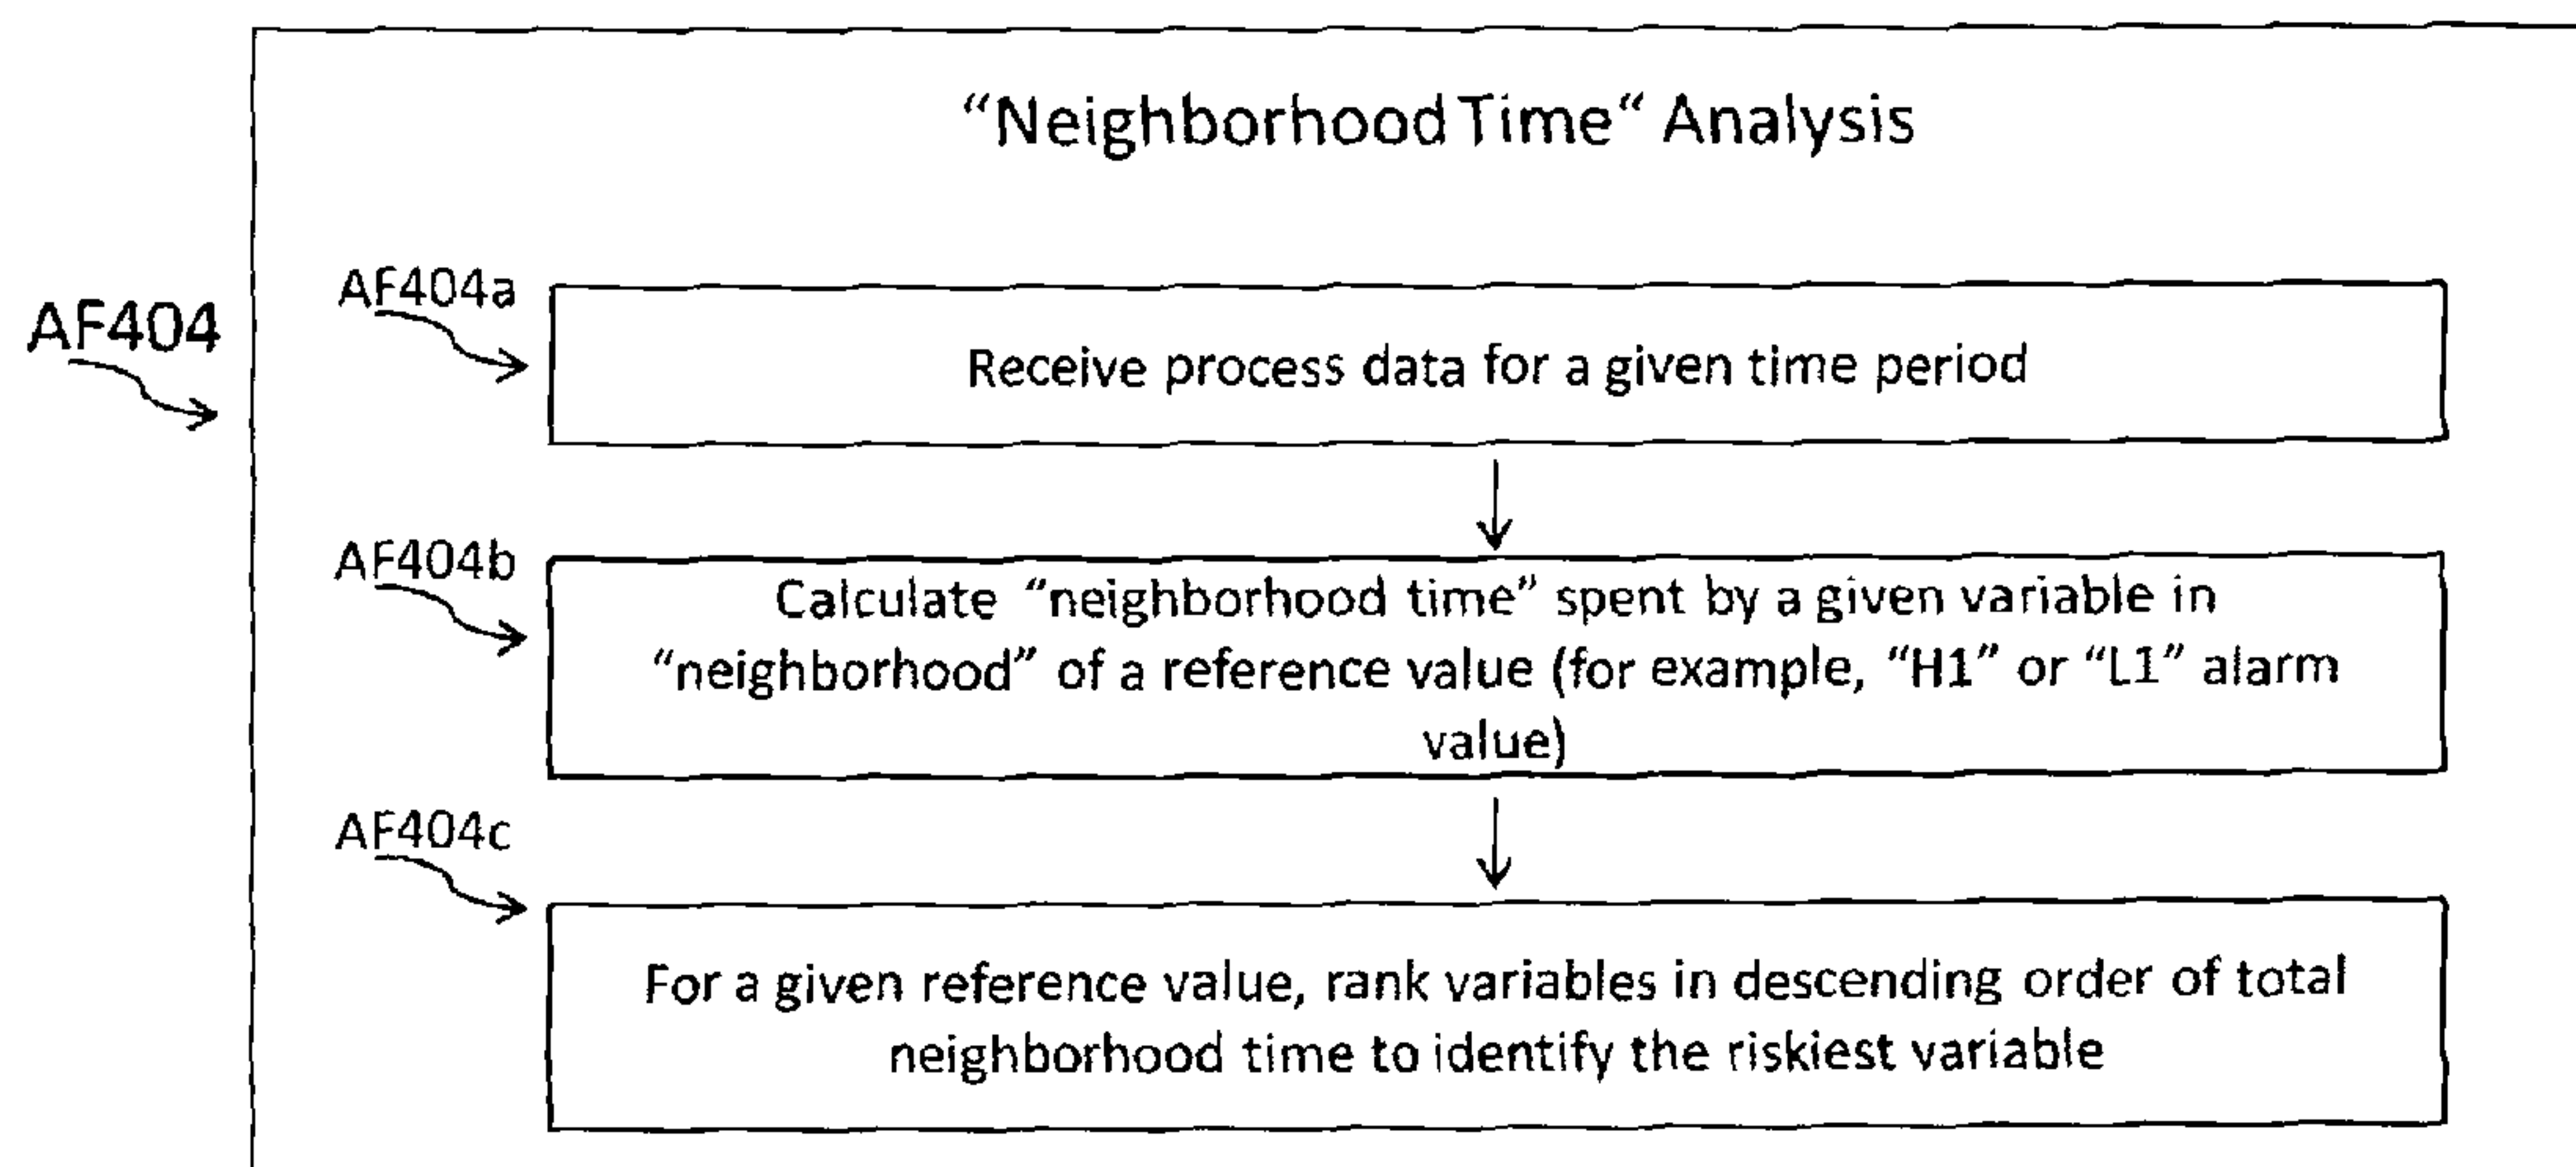 “Neighborhood Time“ Analysis
AF404
AF404a
Receive process data for a given time period
AF404b
Calculate “neighborhood time” spent by a given variable in
“neighborhood” of a reference value (for example, “H1” or “L1” alarm
value)
AF404c
For a given reference value, rank variables in descending order of total
neighborhood time to identify the riskiest variable